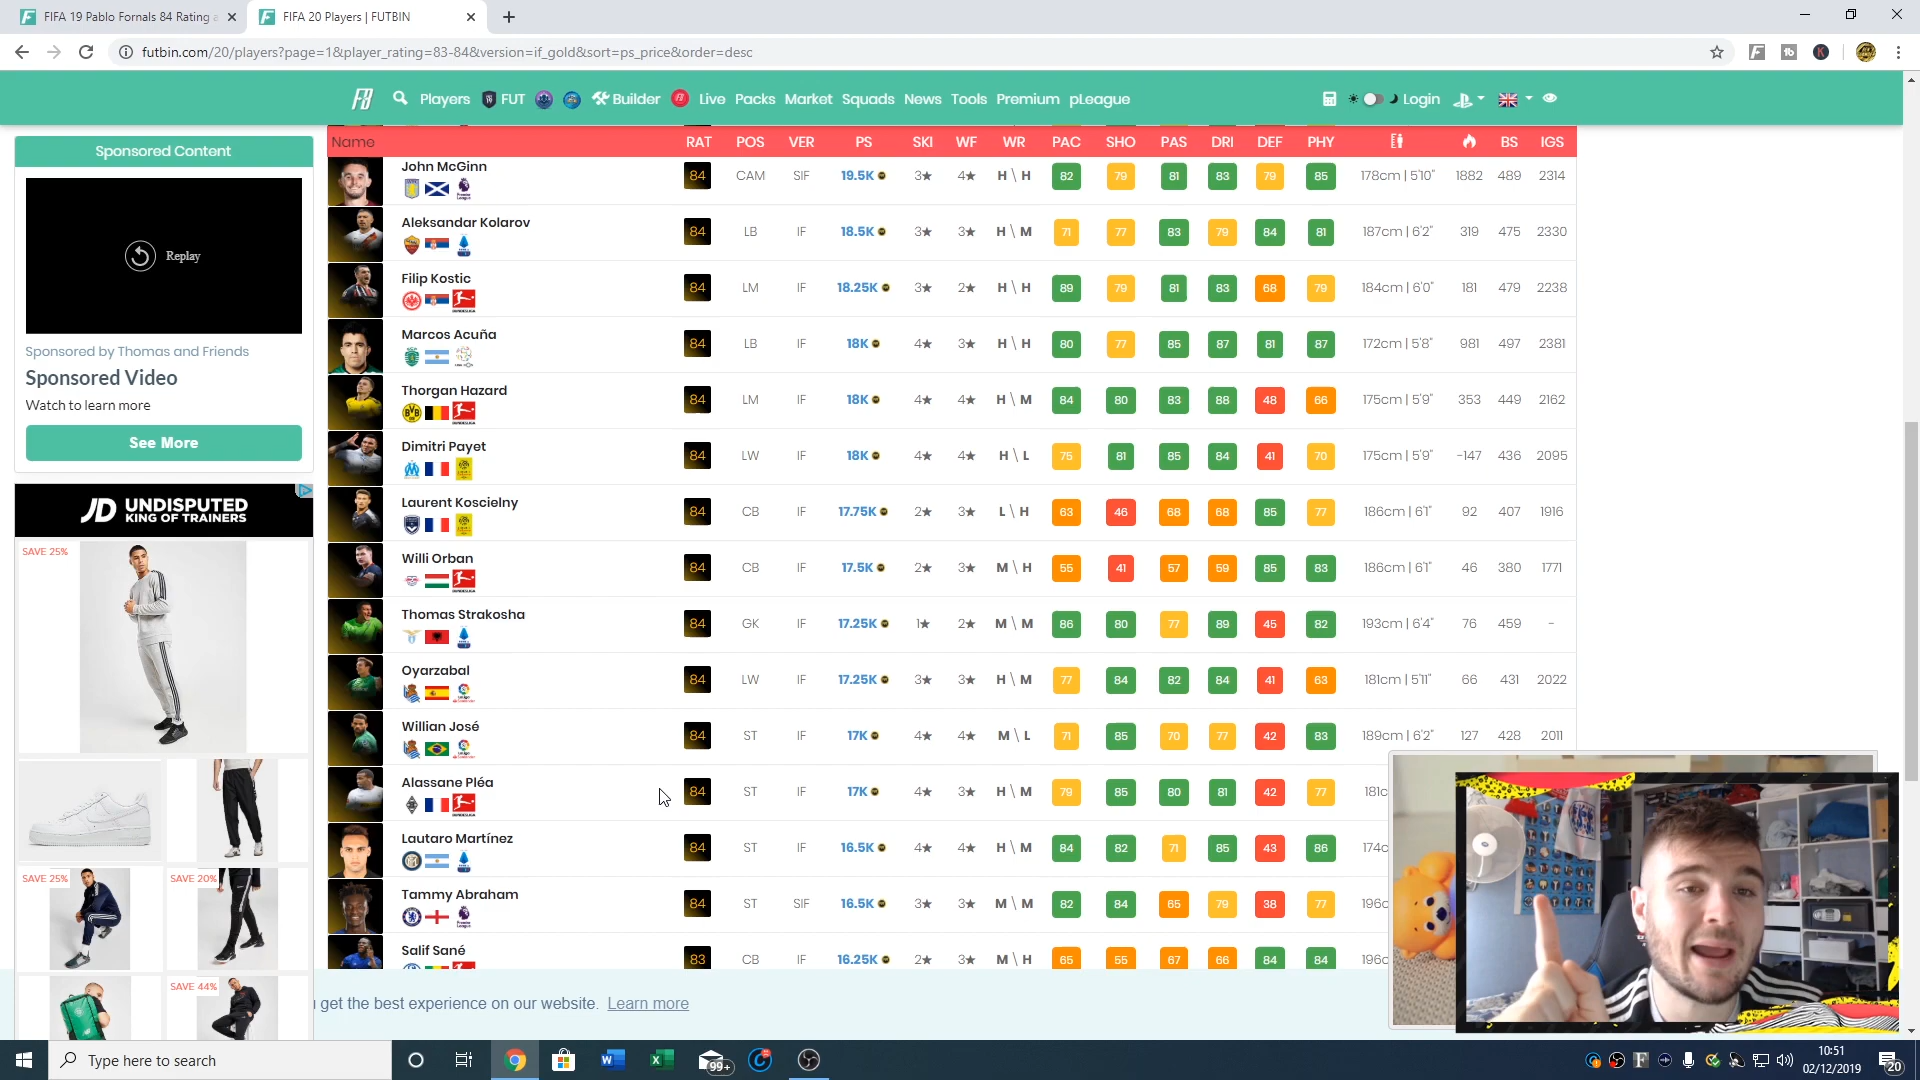 FIFA 19 Pablo Fornals 84 Rating a
FIFA 20 Players | FUTBIN
futbin.com/20/players?page=1&player_rating=83-84&version=if_gold&sort=ps_price&order=desc
Players FUT Builder Live Packs Market Squads News Tools Premium pLeague Login
Name RAT POS VER PS SKI WF WR PAC SHO PAS DRI DEF PHY BS IGS
John McGinn 84 CAM SIF 19.5K 3★ 4★ H \ H 82 79 81 83 79 85 178cm | 5'10" 1882 489 2314
Aleksandar Kolarov 84 LB IF 18.5K 3★ 3★ H \ M 71 77 83 79 84 81 187cm | 6'2" 319 475 2330
Filip Kostic 84 LM IF 18.25K 3★ 2★ H \ H 89 79 81 83 68 79 184cm | 6'0" 181 479 2238
Marcos Acuña 84 LB IF 18K 4★ 3★ H \ H 80 77 85 87 81 87 172cm | 5'8" 981 497 2381
Thorgan Hazard 84 LM IF 18K 4★ 4★ H \ M 84 80 83 88 48 66 175cm | 5'9" 353 449 2162
Dimitri Payet 84 LW IF 18K 4★ 4★ H \ L 75 81 85 84 41 70 175cm | 5'9" -147 436 2095
Laurent Koscielny 84 CB IF 17.75K 2★ 3★ L \ H 63 46 68 68 85 77 186cm | 6'1" 92 407 1916
Willi Orban 84 CB IF 17.5K 2★ 3★ M \ H 55 41 57 59 85 83 186cm | 6'1" 46 380 1771
Thomas Strakosha 84 GK IF 17.25K 1★ 2★ M \ M 86 80 77 89 45 82 193cm | 6'4" 76 459 -
Oyarzabal 84 LW IF 17.25K 3★ 3★ H \ M 77 84 82 84 41 63 181cm | 5'11" 66 431 2022
Willian José 84 ST IF 17K 4★ 4★ M \ L 71 85 70 77 42 83 189cm | 6'2" 127 428 2011
Alassane Pléa 84 ST IF 17K 4★ 3★ H \ M 79 85 80 81 42 77 181c
Lautaro Martínez 84 ST IF 16.5K 4★ 4★ H \ M 84 82 71 85 43 86 174c
Tammy Abraham 84 ST SIF 16.5K 3★ 3★ M \ M 82 84 65 79 38 77 196c
Salif Sané 83 CB IF 16.25K 2★ 3★ M \ H 65 55 67 66 84 84 196c
Sponsored Content
Replay
Sponsored by Thomas and Friends
Sponsored Video
Watch to learn more
See More
JD UNDISPUTED
KING OF TRAINERS
SAVE 25%
SAVE 25%
SAVE 20%
SAVE 44%
get the best experience on our website. Learn more
Type here to search
99+
10:51
02/12/2019
20